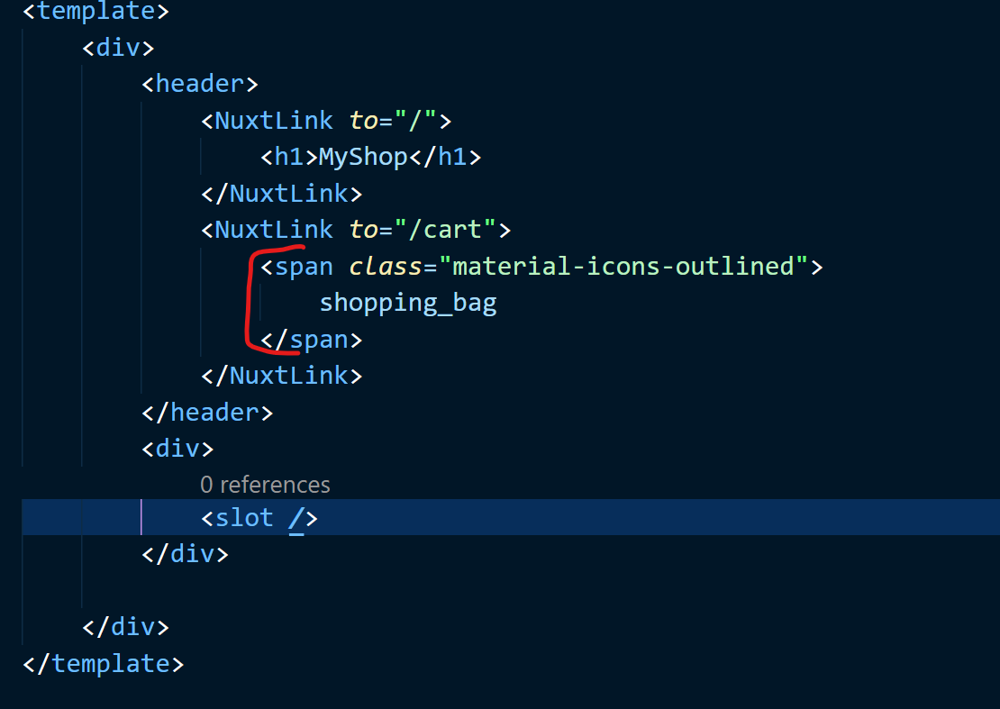 <template>
<div>
<header>
<NuxtLink to="/">
<h1>MyShop</h1>
</NuxtLink>
<NuxtLink to="/cart">
<span class="material-icons-outlined">
shopping_bag
</span>
</NuxtLink>
</header>
<div>
0 references
<slot />
</div>
</div>
</template>